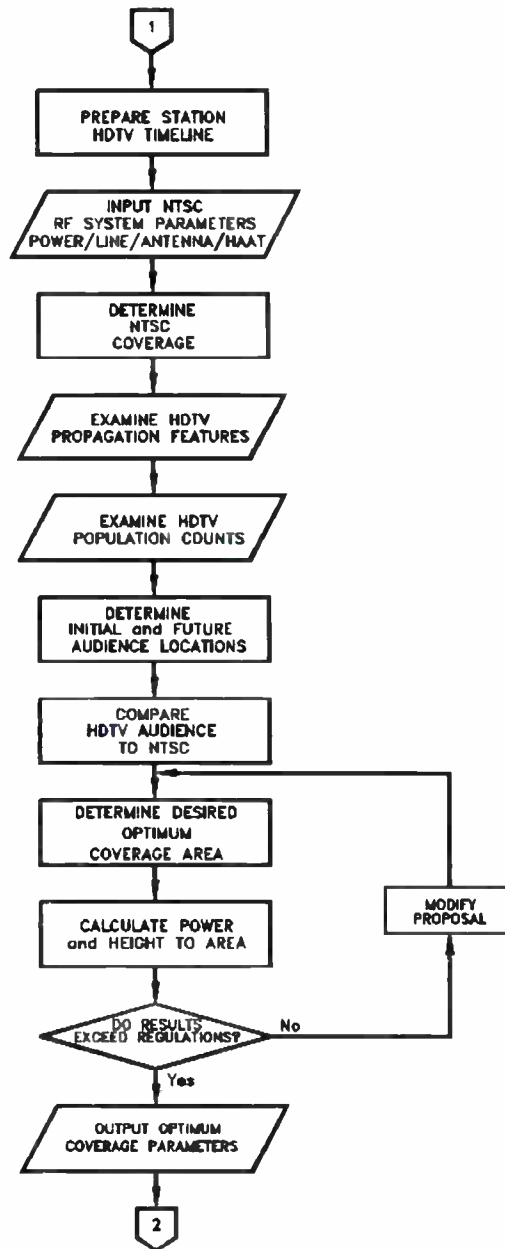 1
PREPARE STATION
HDTV TIMELINE
INPUT NTSC
RF SYSTEM PARAMETERS
POWER/LINE/ANTENNA/HAAT
DETERMINE
NTSC
COVERAGE
EXAMINE HDTV
PROPAGATION FEATURES
EXAMINE HDTV
POPULATION COUNTS
DETERMINE
INITIAL and FUTURE
AUDIENCE LOCATIONS
COMPARE
HDTV AUDIENCE
TO NTSC
DETERMINE DESIRED
OPTIMUM
COVERAGE AREA
MODIFY
PROPOSAL
CALCULATE POWER
and HEIGHT TO AREA
DO RESULTS
EXCEED REGULATIONS?
No
Yes
OUTPUT OPTIMUM
COVERAGE PARAMETERS
2